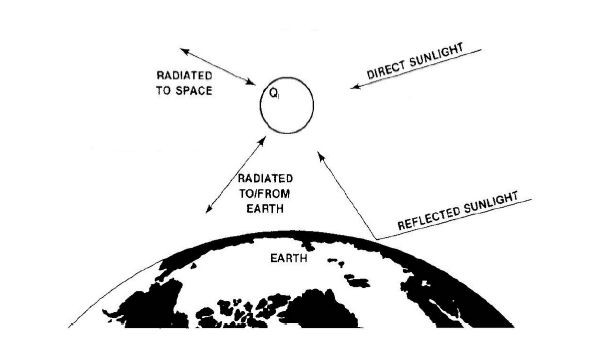 DIRECT SUNLIGHT
RADIATED
TO SPACE
Qi
RADIATED
TO/FROM
EARTH
REFLECTED SUNLIGHT
EARTH